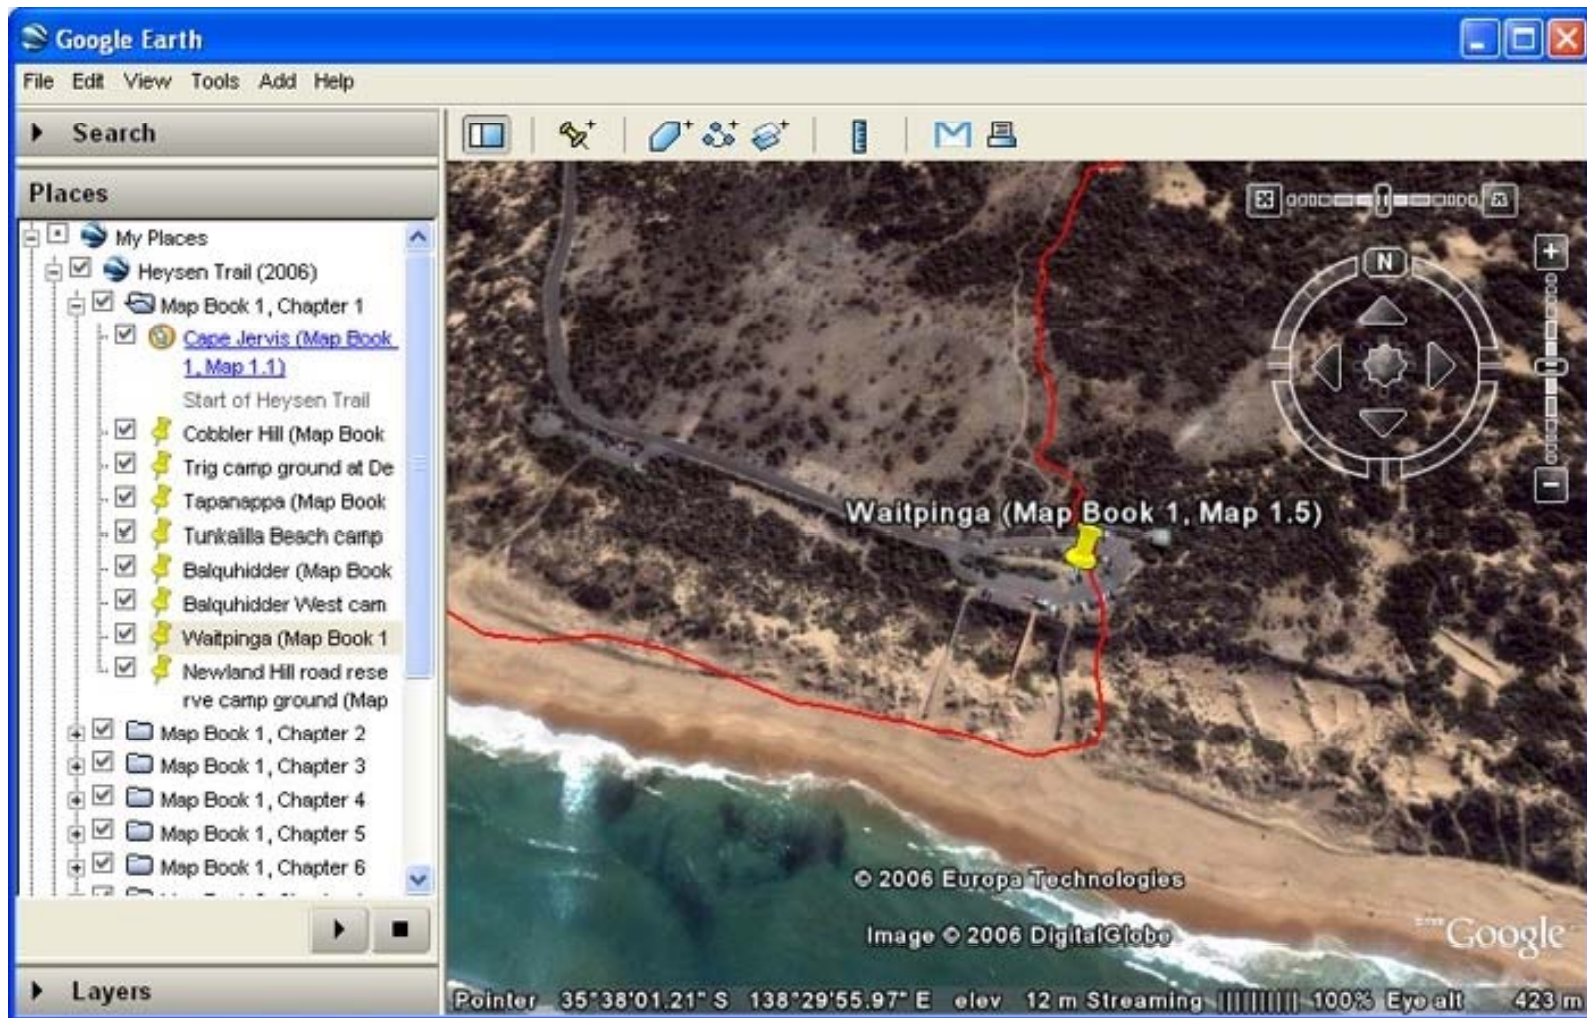 Google Earth
File Edit View Tools Add Help
Search
Places
My Places
Heysen Trail (2006)
Map Book 1, Chapter 1
Cape Jervis (Map Book
1, Map 1.1)
Start of Heysen Trail
Cobbler Hill (Map Book
Trig camp ground at De
Tapanappa (Map Book
Tunkalilla Beach camp
Balquhidder (Map Book
Balquhidder West cam
Waitpinga (Map Book 1
Newland Hill road rese
rve camp ground (Map
Map Book 1, Chapter 2
Map Book 1, Chapter 3
Map Book 1, Chapter 4
Map Book 1, Chapter 5
Map Book 1, Chapter 6
Layers
N
Waitpinga (Map Book 1, Map 1.5)
© 2006 Europa Technologies
Image © 2006 DigitalGlobe
Google
Pointer 35°38'01.21" S 138°29'55.97" E elev 12 m Streaming |||||||||| 100% Eye alt 423 m